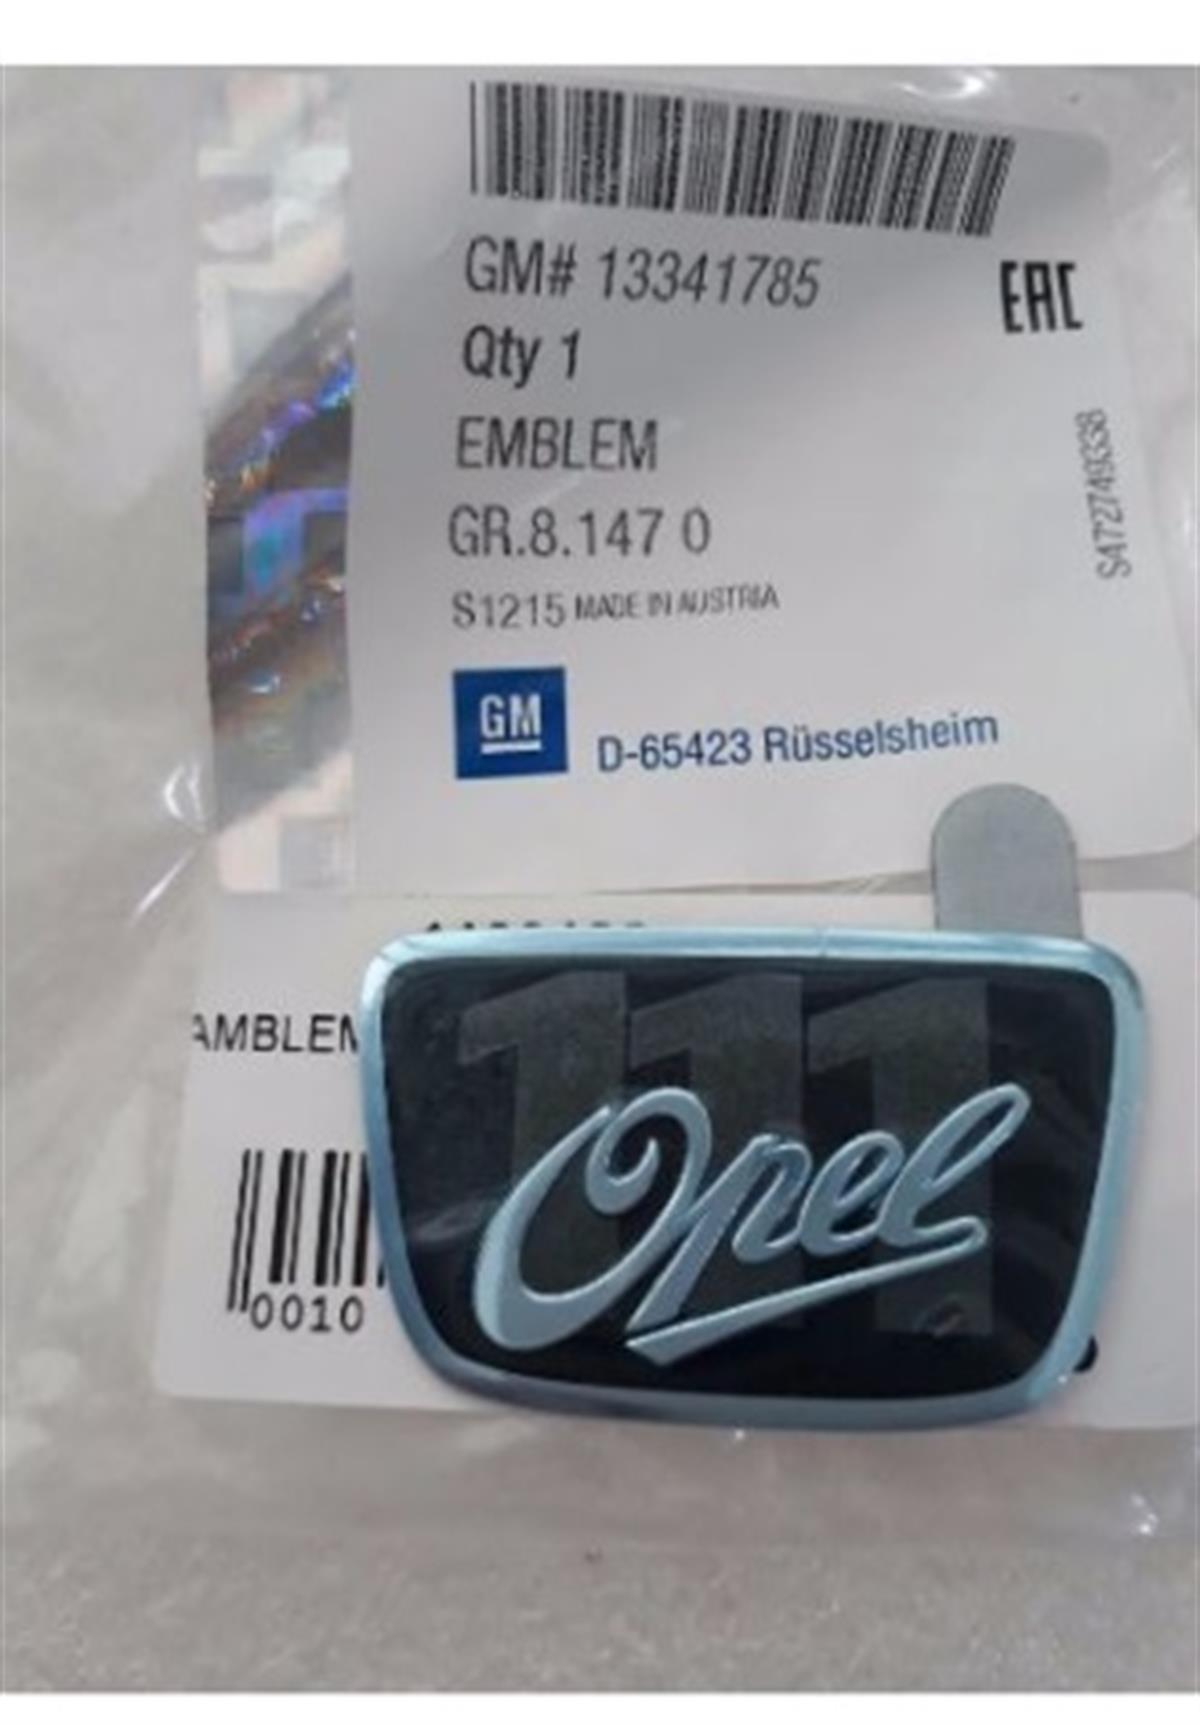 GM# 13341785
EAC
Qty 1
EMBLEM
GR.8.147 0
S472749338
S1215 MADE IN AUSTRIA
GM
D-65423 Rüsselsheim
AMBLEM
111
Opel
0010